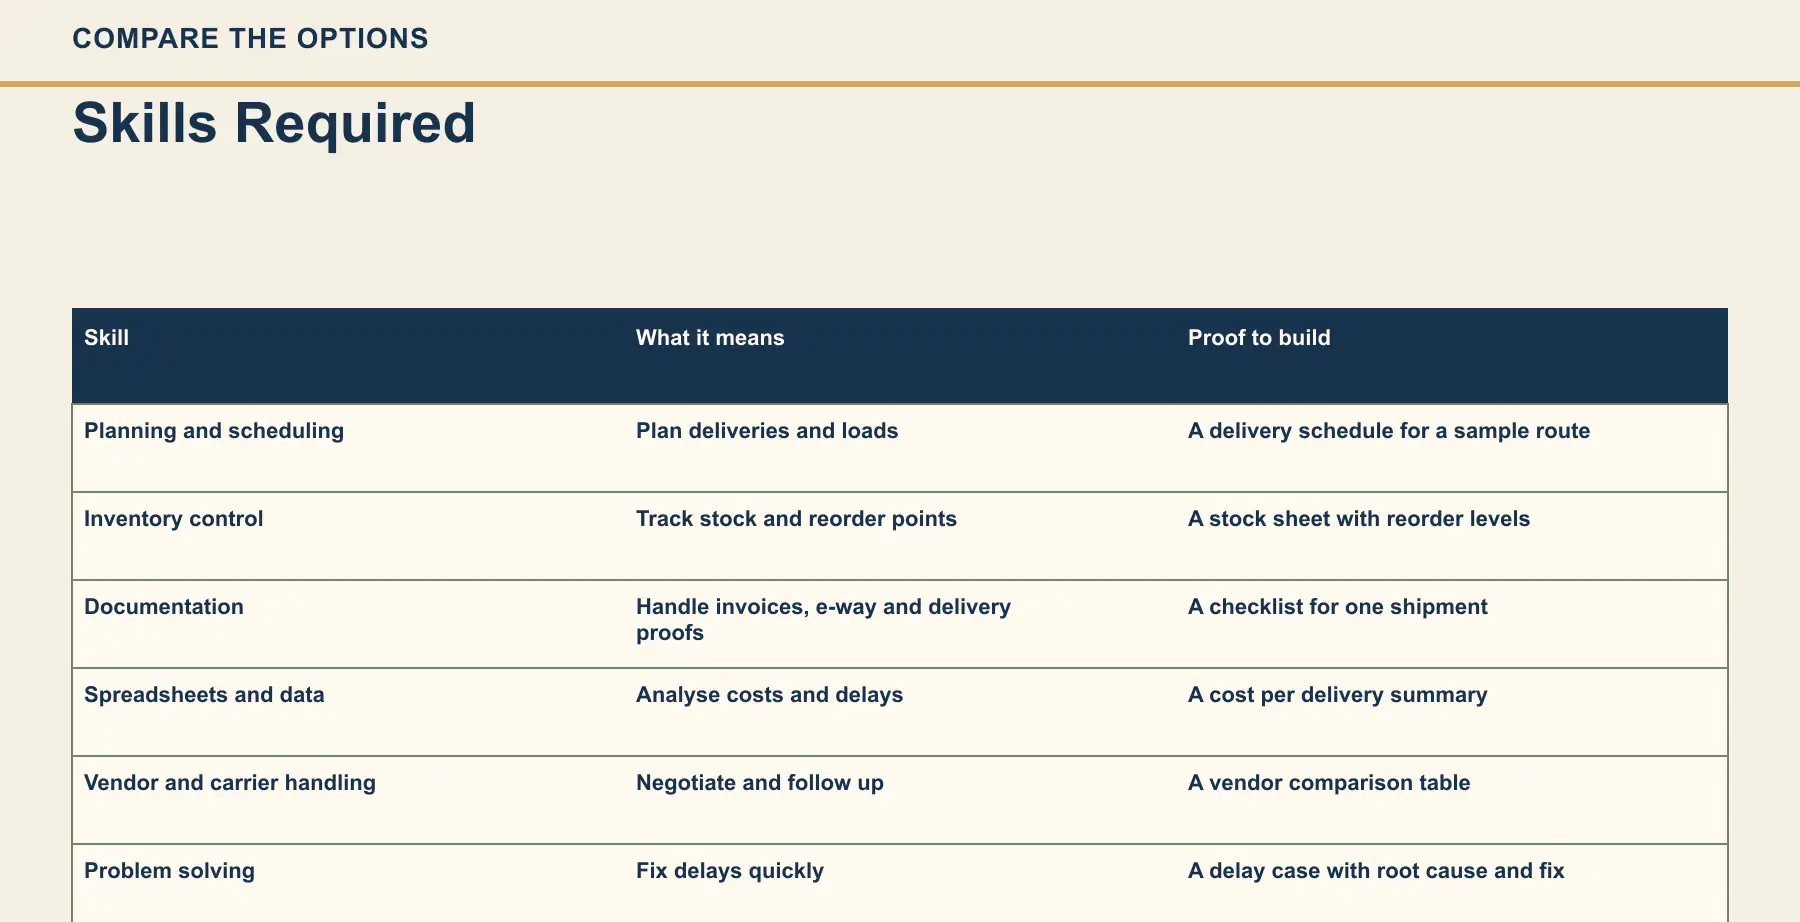 COMPARE THE OPTIONS
Skills Required
Skill What it means Proof to build
Planning and scheduling Plan deliveries and loads A delivery schedule for a sample route
Inventory control Track stock and reorder points A stock sheet with reorder levels
Documentation Handle invoices, e-way and delivery A checklist for one shipment
proofs
Spreadsheets and data Analyse costs and delays A cost per delivery summary
Vendor and carrier handling Negotiate and follow up A vendor comparison table
Problem solving Fix delays quickly A delay case with root cause and fix